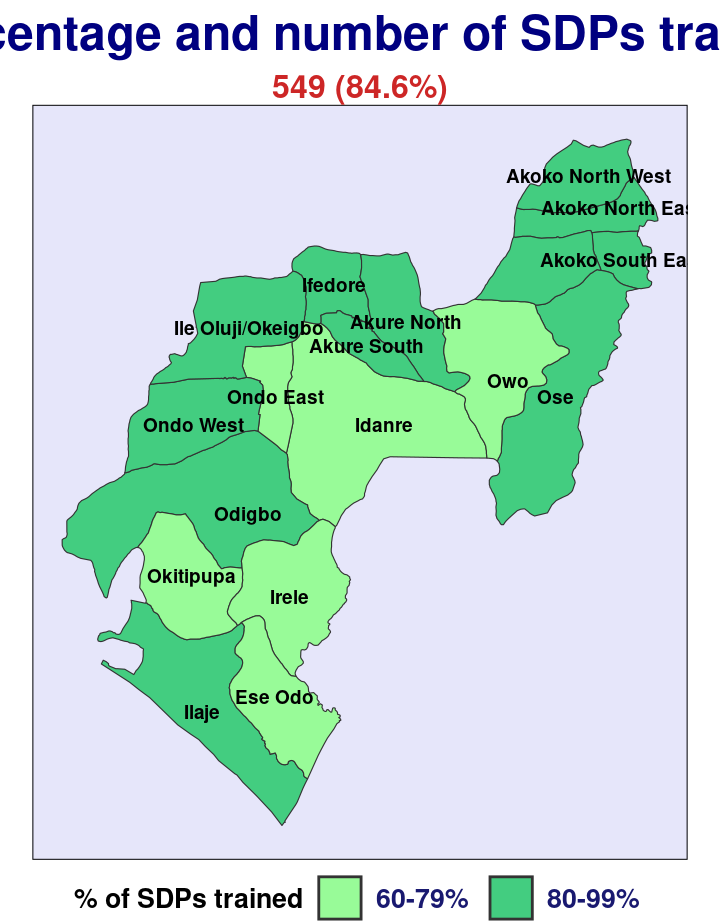 centage and number of SDPs tra
549 (84.6%)
Akoko North West
Akoko North Eas
Akoko South Ea
Ifedore
Ile Oluji/Okeigbo
Akure North
Akure South
Owo
Ondo East
Ose
Ondo West
Idanre
Odigbo
Okitipupa
Irele
Ese Odo
Ilaje
% of SDPs trained 60-79% 80-99%